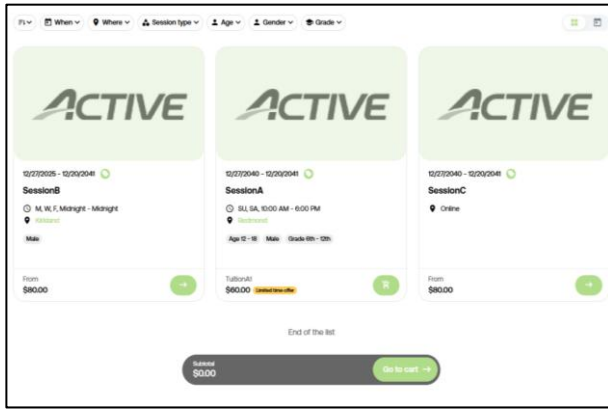 When Where Session type Age Gender Grade
ACTIVE ACTIVE ACTIVE
12/27/2025 - 12/20/2041
SessionB
M, W, F, Midnight - Midnight
Kirkland
Male
From
$80.00
12/27/2040 - 12/20/2041
SessionA
SU, SA, 10:00 AM - 6:00 PM
Redmond
Age 12 - 18 Male Grade 6th - 12th
TuitionA1
$60.00 Limited time offer
12/27/2040 - 12/20/2041
SessionC
Online
From
$80.00
End of the list
Subtotal
$0.00
Go to cart